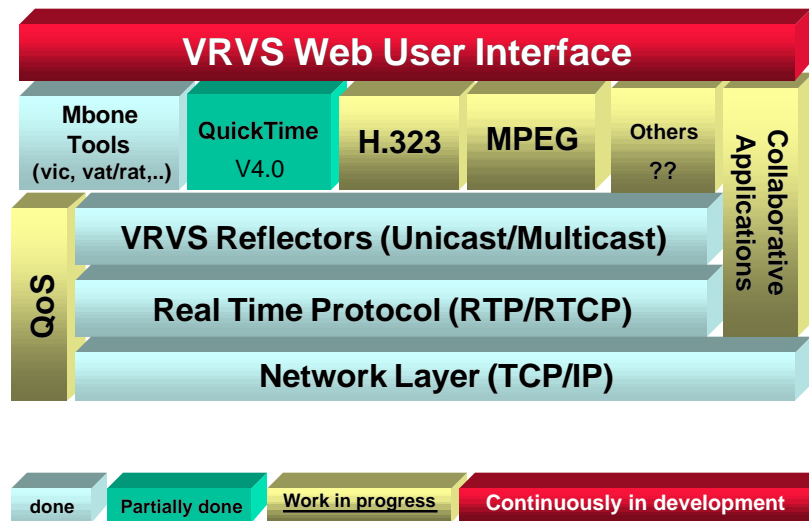 VRVS Web User Interface
Mbone
Tools
(vic, vat/rat,..)
QuickTime
V4.0
H.323
MPEG
Others
??
Collaborative
Applications
QoS
VRVS Reflectors (Unicast/Multicast)
Real Time Protocol (RTP/RTCP)
Network Layer (TCP/IP)
done
Partially done
Work in progress
Continuously in development